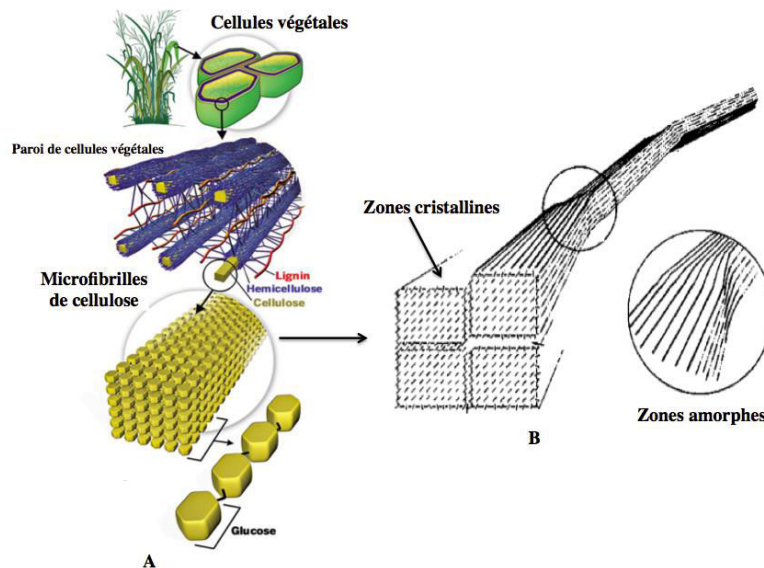 Cellules végétales
Paroi de cellules végétales
Zones cristallines
Lignin
Hemicellulose
Cellulose
Microfibrilles
de cellulose
Zones amorphes
B
Glucose
A